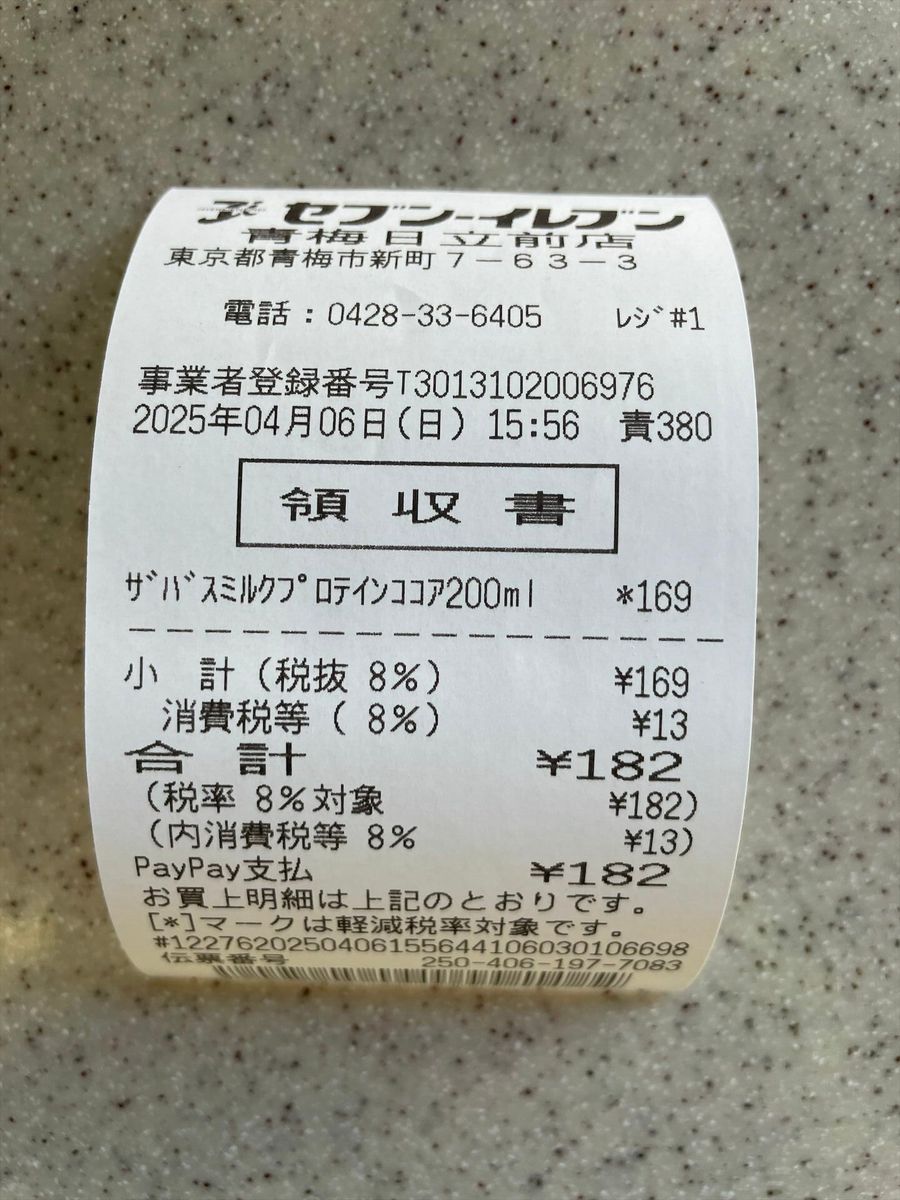 セブン-イレブン
青梅日立前店
東京都青梅市新町7-63-3
電話:0428-33-6405 ﾚｼﾞ#1
事業者登録番号T3013102006976
2025年04月06日(日) 15:56 責380
領収書
ｻﾞﾊﾞｽﾐﾙｸﾌﾟﾛﾃｲﾝｺｺｱ200ml *169
小 計(税抜 8%) ¥169
消費税等( 8%) ¥13
合 計 ¥182
(税率 8%対象 ¥182)
(内消費税等 8% ¥13)
PayPay支払 ¥182
お買上明細は上記のとおりです。
[*]マークは軽減税率対象です。
#122762025040615564410603010​6698
伝票番号 250-406-197-7083